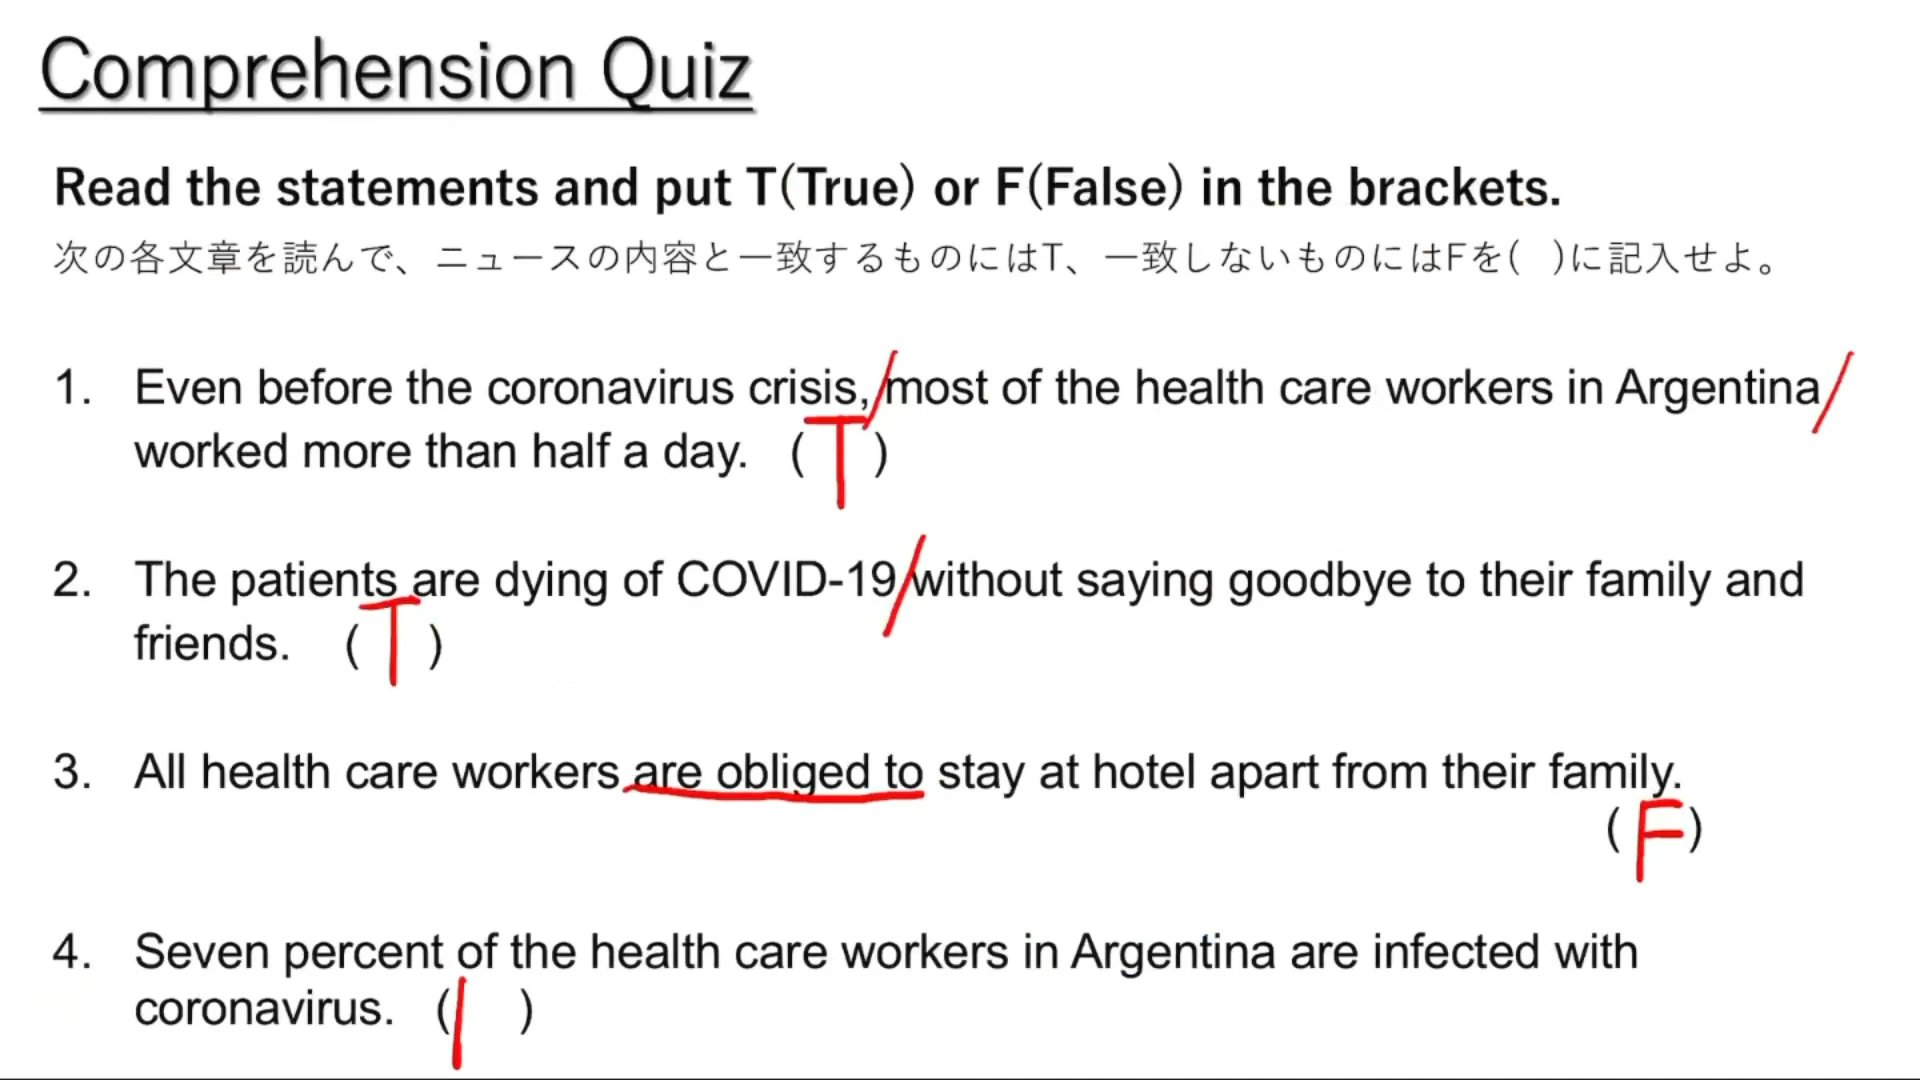 Comprehension Quiz
Read the statements and put T(True) or F(False) in the brackets.
次の各文章を読んで、ニュースの内容と一致するものにはT、一致しないものにはFを( )に記入せよ。
1. Even before the coronavirus crisis,/most of the health care workers in Argentina/
worked more than half a day. (T)
2. The patients are dying of COVID-19/without saying goodbye to their family and
friends. (T)
3. All health care workers are obliged to stay at hotel apart from their family.
(F)
4. Seven percent of the health care workers in Argentina are infected with
coronavirus. ( )